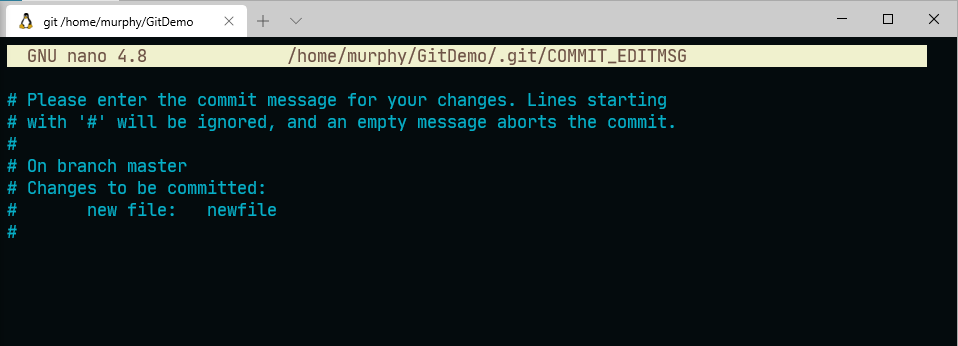 git /home/murphy/GitDemo
GNU nano 4.8 /home/murphy/GitDemo/.git/COMMIT_EDITMSG
# Please enter the commit message for your changes. Lines starting
# with '#' will be ignored, and an empty message aborts the commit.
#
# On branch master
# Changes to be committed:
#       new file:   newfile
#